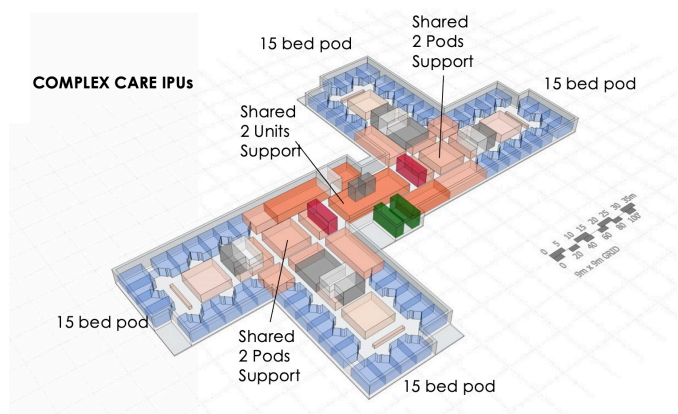 COMPLEX CARE IPUs
15 bed pod
Shared
2 Pods
Support
15 bed pod
Shared
2 Units
Support
0 5 10 15 20 25 30 35m
0 20 40 60 80 100'
9m x 9m GRID
15 bed pod
Shared
2 Pods
Support
15 bed pod